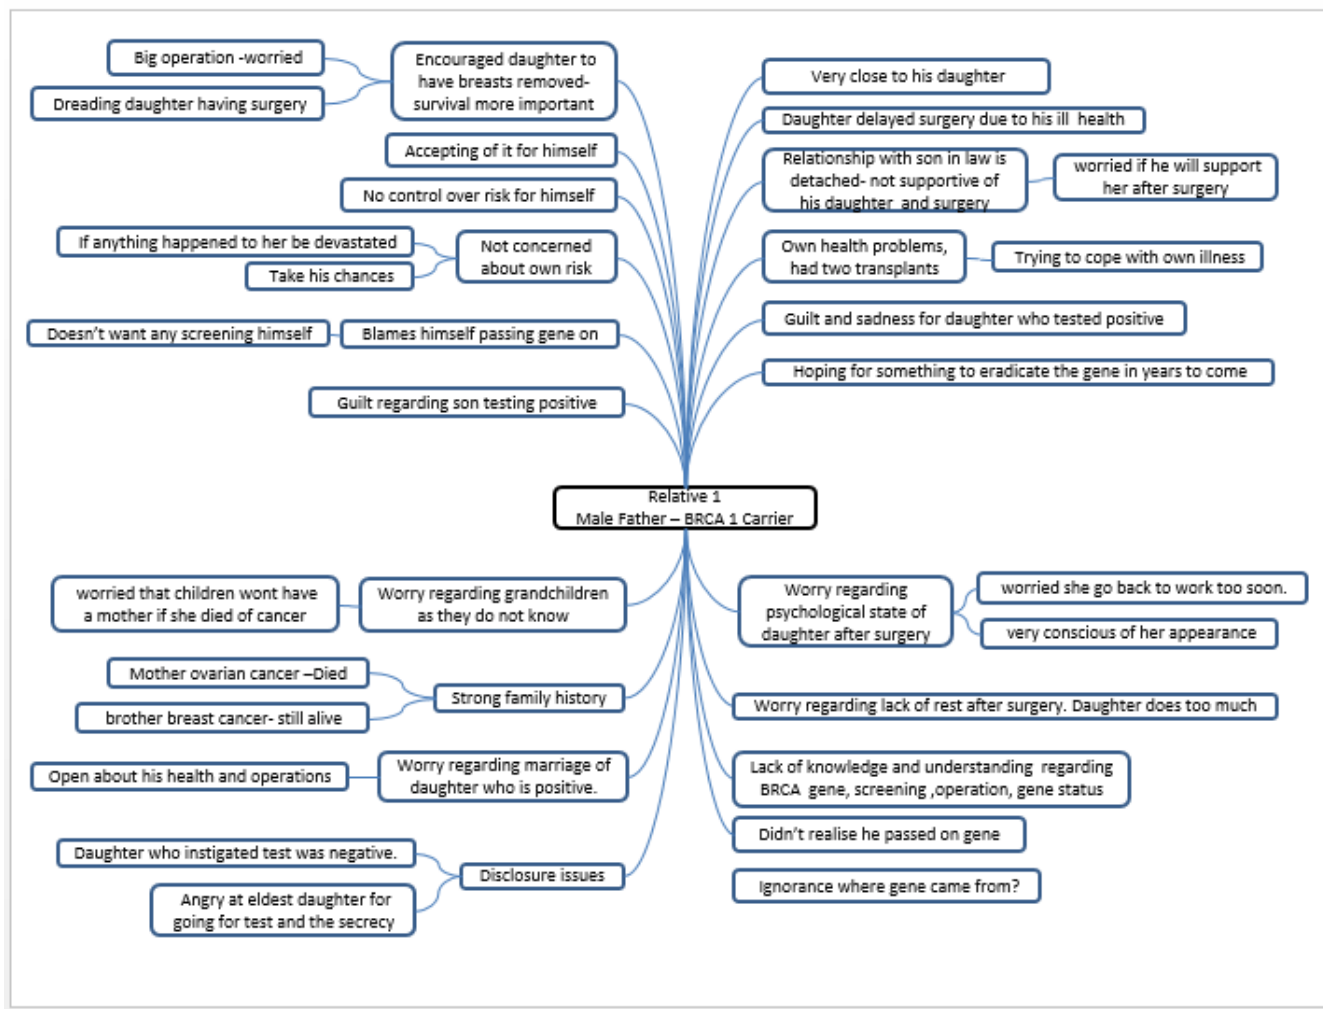 Big operation -worried
Dreading daughter having surgery
Encouraged daughter to
have breasts removed-
survival more important
Accepting of it for himself
No control over risk for himself
If anything happened to her be devastated
Take his chances
Not concerned
about own risk
Doesn't want any screening himself
Blames himself passing gene on
Guilt regarding son testing positive
Very close to his daughter
Daughter delayed surgery due to his ill health
Relationship with son in law is
detached- not supportive of
his daughter and surgery
worried if he will support
her after surgery
Own health problems,
had two transplants
Trying to cope with own illness
Guilt and sadness for daughter who tested positive
Hoping for something to eradicate the gene in years to come
Relative 1
Male Father – BRCA 1 Carrier
worried that children wont have
a mother if she died of cancer
Worry regarding grandchildren
as they do not know
Mother ovarian cancer –Died
brother breast cancer- still alive
Strong family history
Open about his health and operations
Worry regarding marriage of
daughter who is positive.
Daughter who instigated test was negative.
Angry at eldest daughter for
going for test and the secrecy
Disclosure issues
Worry regarding
psychological state of
daughter after surgery
worried she go back to work too soon.
very conscious of her appearance
Worry regarding lack of rest after surgery. Daughter does too much
Lack of knowledge and understanding regarding
BRCA gene, screening ,operation, gene status
Didn't realise he passed on gene
Ignorance where gene came from?